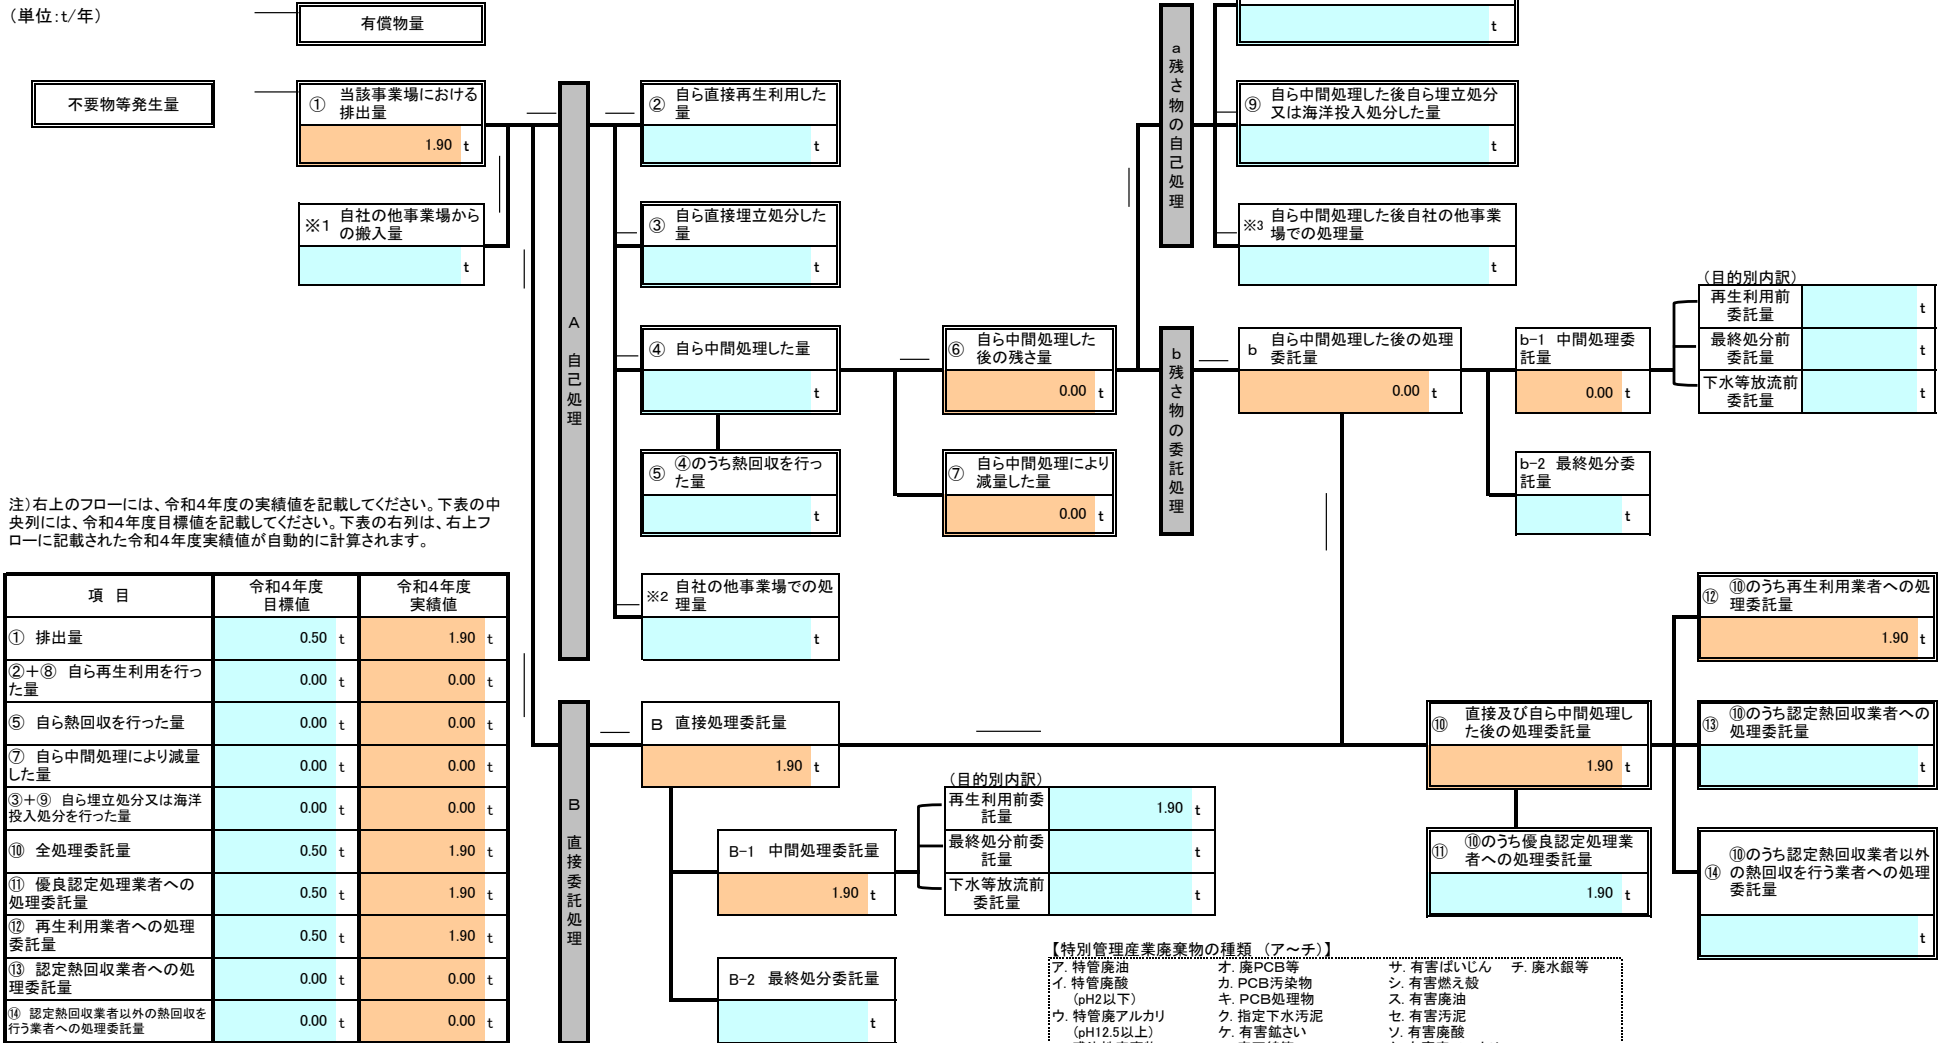 (単位:t/年)
有償物量
t
不要物等発生量
① 当該事業場における
排出量
1.90 t
※1 自社の他事業場から
の搬入量
t
A 自己処理
② 自ら直接再生利用した
量
t
③ 自ら直接埋立処分した
量
t
④ 自ら中間処理した量
t
⑤ ④のうち熱回収を行っ
た量
t
※2 自社の他事業場での処
理量
t
⑥ 自ら中間処理した
後の残さ量
0.00 t
⑦ 自ら中間処理により
減量した量
0.00 t
a 残さ物の自己処理
⑨ 自ら中間処理した後自ら埋立処分
又は海洋投入処分した量
t
※3 自ら中間処理した後自社の他事業
場での処理量
t
b 残さ物の委託処理
b 自ら中間処理した後の処理
委託量
0.00 t
b-1 中間処理委
託量
0.00 t
b-2 最終処分委
託量
t
(目的別内訳)
再生利用前
委託量
t
最終処分前
委託量
t
下水等放流前
委託量
t
注)右上のフローには、令和4年度の実績値を記載してください。下表の中
央列には、令和4年度目標値を記載してください。下表の右列は、右上フ
ローに記載された令和4年度実績値が自動的に計算されます。
項 目 令和4年度
目標値 令和4年度
実績値
① 排出量 0.50 t 1.90 t
②+⑧ 自ら再生利用を行っ
た量 0.00 t 0.00 t
⑤ 自ら熱回収を行った量 0.00 t 0.00 t
⑦ 自ら中間処理により減量
した量 0.00 t 0.00 t
③+⑨ 自ら埋立処分又は海洋
投入処分を行った量 0.00 t 0.00 t
⑩ 全処理委託量 0.50 t 1.90 t
⑪ 優良認定処理業者への
処理委託量 0.50 t 1.90 t
⑫ 再生利用業者への処理
委託量 0.50 t 1.90 t
⑬ 認定熱回収業者への処
理委託量 0.00 t 0.00 t
⑭ 認定熱回収業者以外の熱回収を
行う業者への処理委託量 0.00 t 0.00 t
B 直接委託処理
B 直接処理委託量
1.90 t
B-1 中間処理委託量
1.90 t
B-2 最終処分委託量
t
(目的別内訳)
再生利用前委
託量
1.90 t
最終処分前委
託量
t
下水等放流前
委託量
t
⑩ 直接及び自ら中間処理し
た後の処理委託量
1.90 t
⑪ ⑩のうち優良認定処理業
者への処理委託量
1.90 t
⑫ ⑩のうち再生利用業者への処
理委託量
1.90 t
⑬ ⑩のうち認定熱回収業者への
処理委託量
t
⑭ ⑩のうち認定熱回収業者以外
の熱回収を行う業者への処理
委託量
t
【特別管理産業廃棄物の種類 (ア~チ)】
ア. 特管廃油 オ. 廃PCB等 サ. 有害ばいじん チ. 廃水銀等
イ. 特管廃酸 カ. PCB汚染物 シ. 有害燃え殻
(pH2以下) キ. PCB処理物 ス. 有害廃油
ウ. 特管廃アルカリ ク. 指定下水汚泥 セ. 有害汚泥
(pH12.5以上) ケ. 有害鉱さい ソ. 有害廃酸